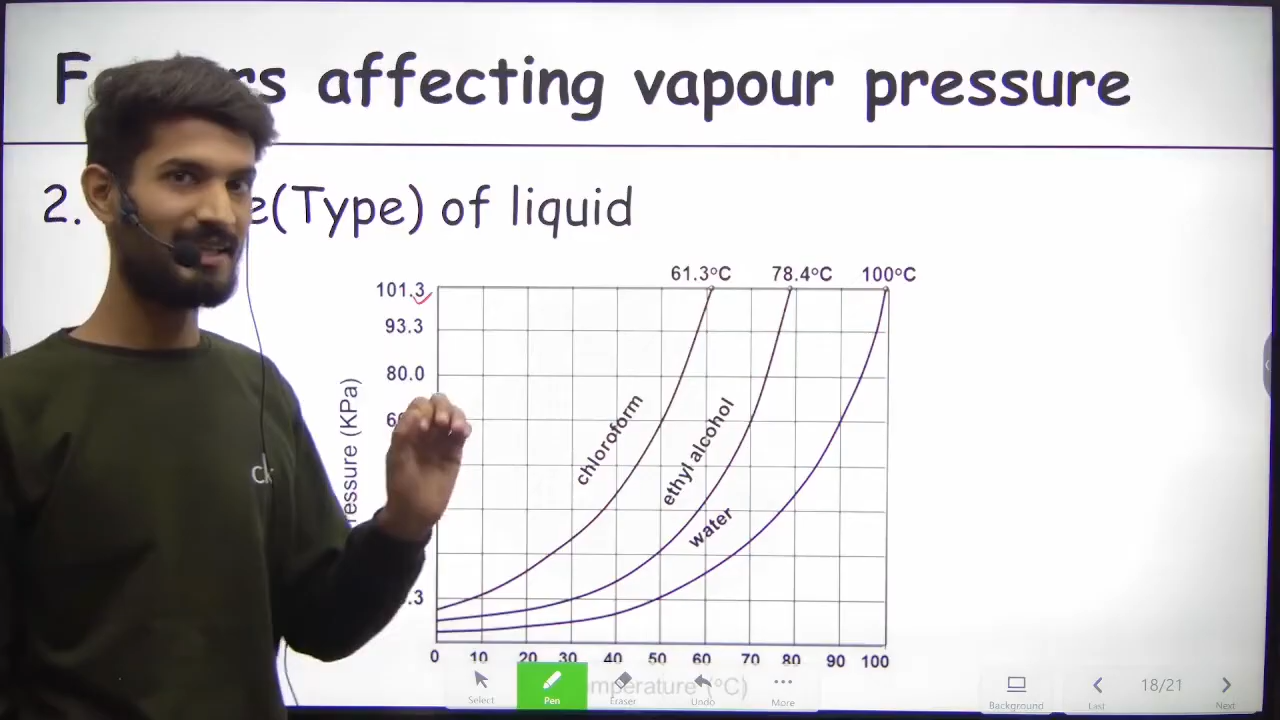 affecting vapour pressure
2.
(Type) of liquid
61.3°C 78.4°C 100°C
101.3
93.3
80.0
chloroform
ethyl alcohol
water
(KPa)
0 10 20 30 40 50 60 70 80 90 100
(°C)
Select
Pen
Eraser
Undo
More
Background
Last
18/21
Next